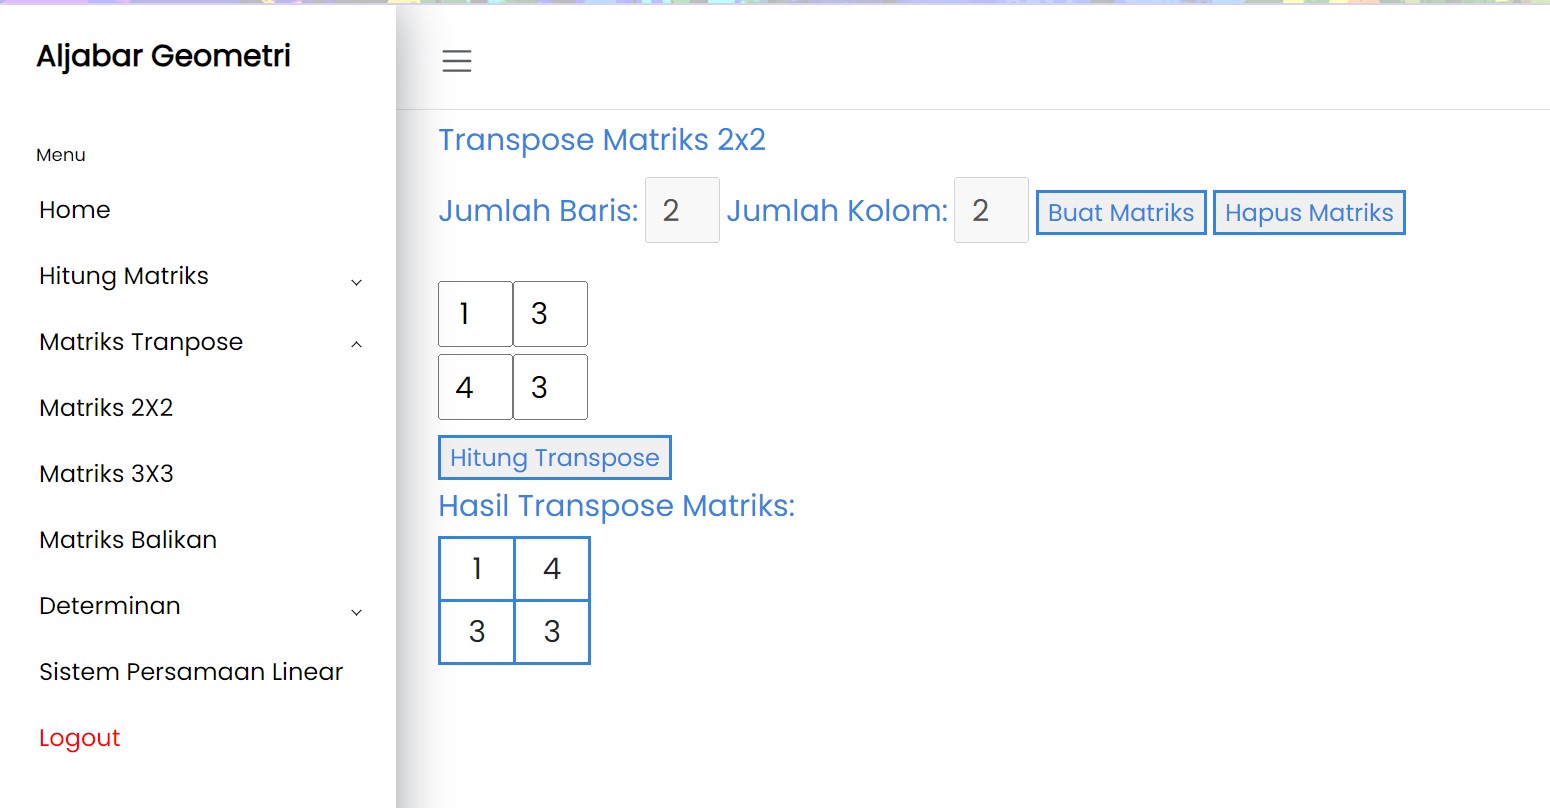 Aljabar Geometri
Menu
Home
Hitung Matriks
Matriks Tranpose
Matriks 2X2
Matriks 3X3
Matriks Balikan
Determinan
Sistem Persamaan Linear
Logout
Transpose Matriks 2x2
Jumlah Baris: 2 Jumlah Kolom: 2 Buat Matriks Hapus Matriks
1 3
4 3
Hitung Transpose
Hasil Transpose Matriks:
1 4
3 3